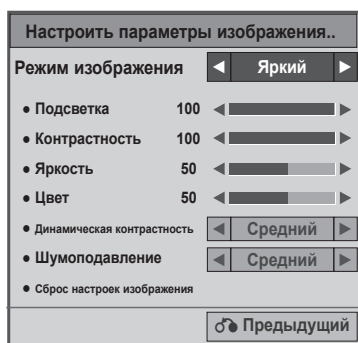 Настроить параметры изображения..
Режим изображения ◀ Яркий ▶
● Подсветка 100
● Контрастность 100
● Яркость 50
● Цвет 50
● Динамическая контрастность ◀ Средний ▶
● Шумоподавление ◀ Средний ▶
● Сброс настроек изображения
Предыдущий